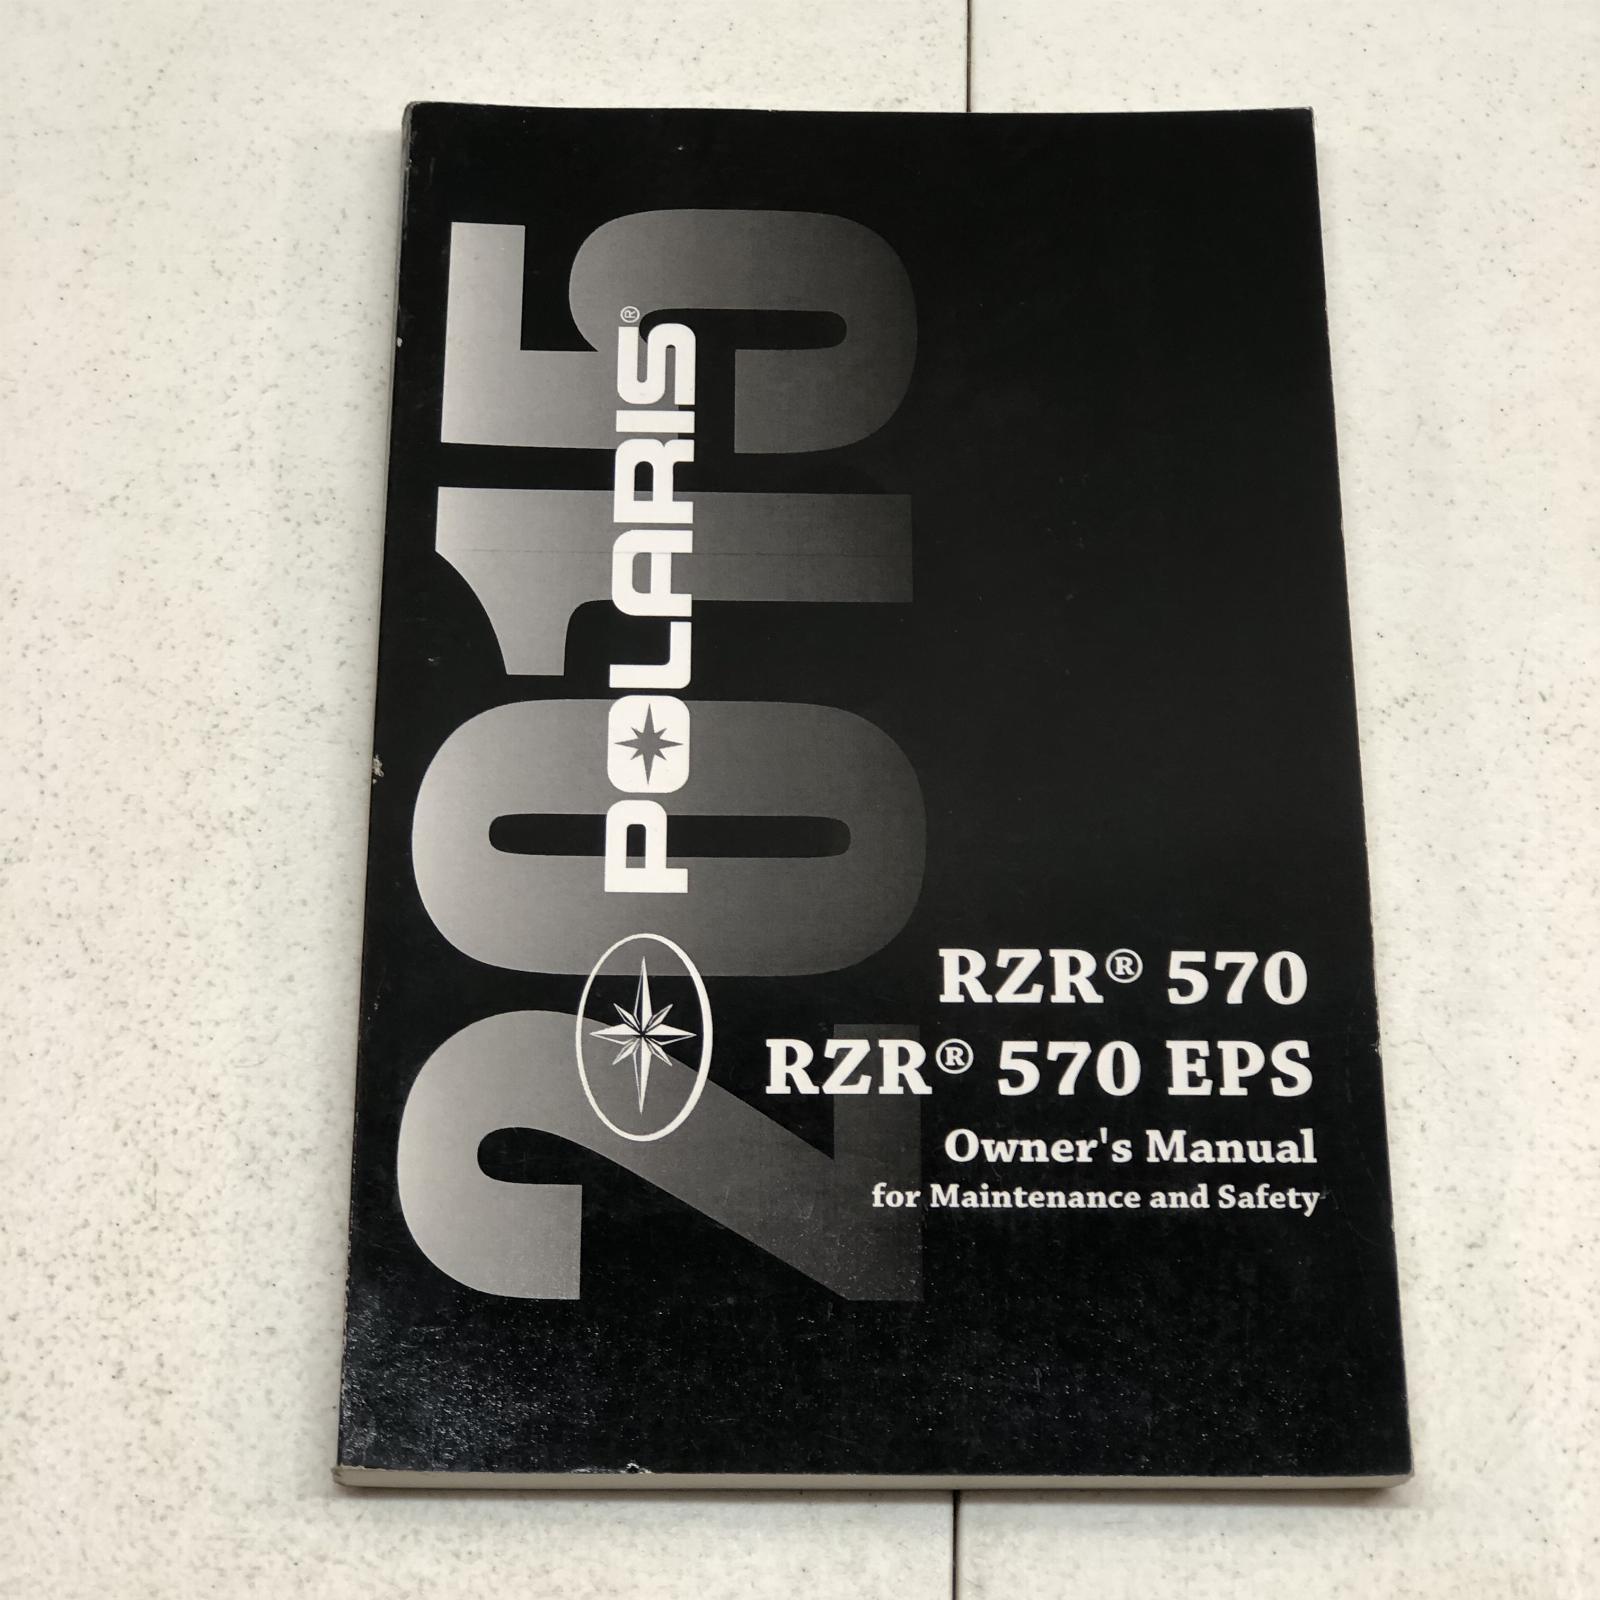 2015
POLARIS®
RZR® 570
RZR® 570 EPS
Owner's Manual
for Maintenance and Safety